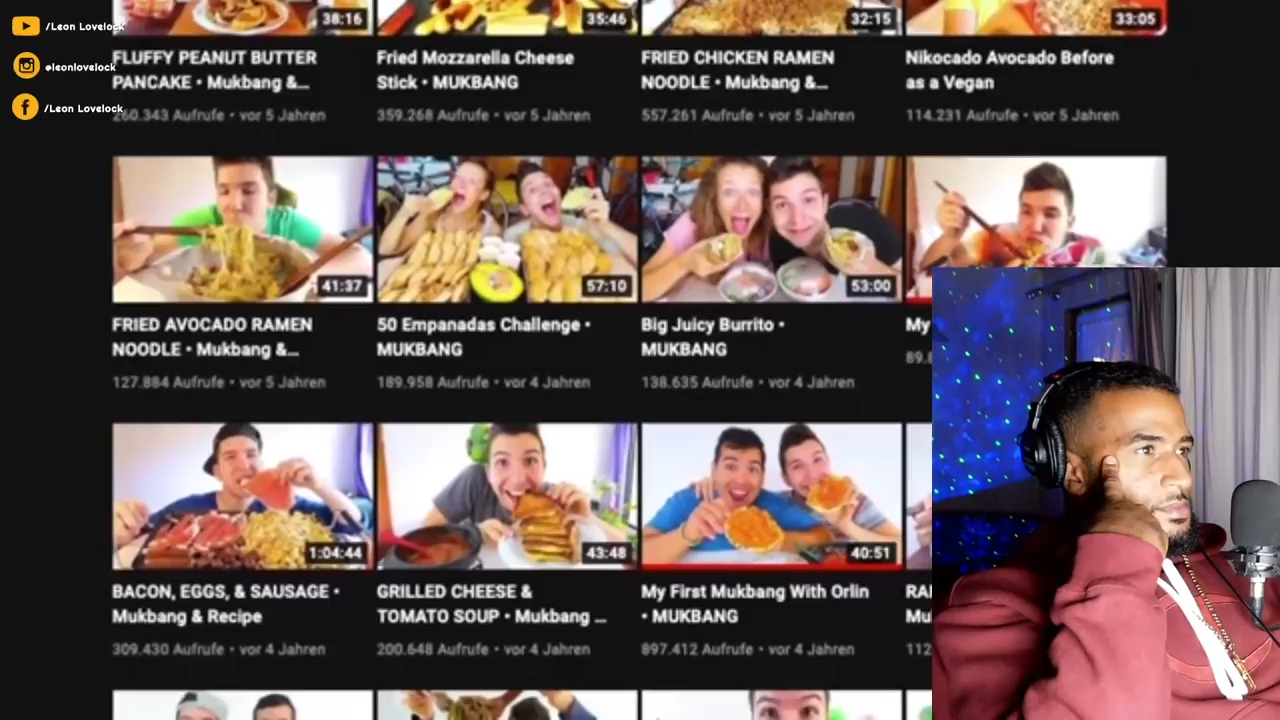 /Leon Lovelock
@leonlovelock
/Leon Lovelock
38:16
35:46
32:15
33:05
FLUFFY PEANUT BUTTER
PANCAKE • Mukbang &...
260.343 Aufrufe • vor 5 Jahren
Fried Mozzarella Cheese
Stick • MUKBANG
359.268 Aufrufe • vor 5 Jahren
FRIED CHICKEN RAMEN
NOODLE • Mukbang &...
557.261 Aufrufe • vor 5 Jahren
Nikocado Avocado Before
as a Vegan
114.231 Aufrufe • vor 5 Jahren
41:37
57:10
53:00
FRIED AVOCADO RAMEN
NOODLE • Mukbang &...
127.884 Aufrufe • vor 5 Jahren
50 Empanadas Challenge •
MUKBANG
189.958 Aufrufe • vor 4 Jahren
Big Juicy Burrito •
MUKBANG
138.635 Aufrufe • vor 4 Jahren
My
89.8
1:04:44
43:48
40:51
BACON, EGGS, & SAUSAGE •
Mukbang & Recipe
309.430 Aufrufe • vor 4 Jahren
GRILLED CHEESE &
TOMATO SOUP • Mukbang ...
200.648 Aufrufe • vor 4 Jahren
My First Mukbang With Orlin
• MUKBANG
897.412 Aufrufe • vor 4 Jahren
RA
Mu
112